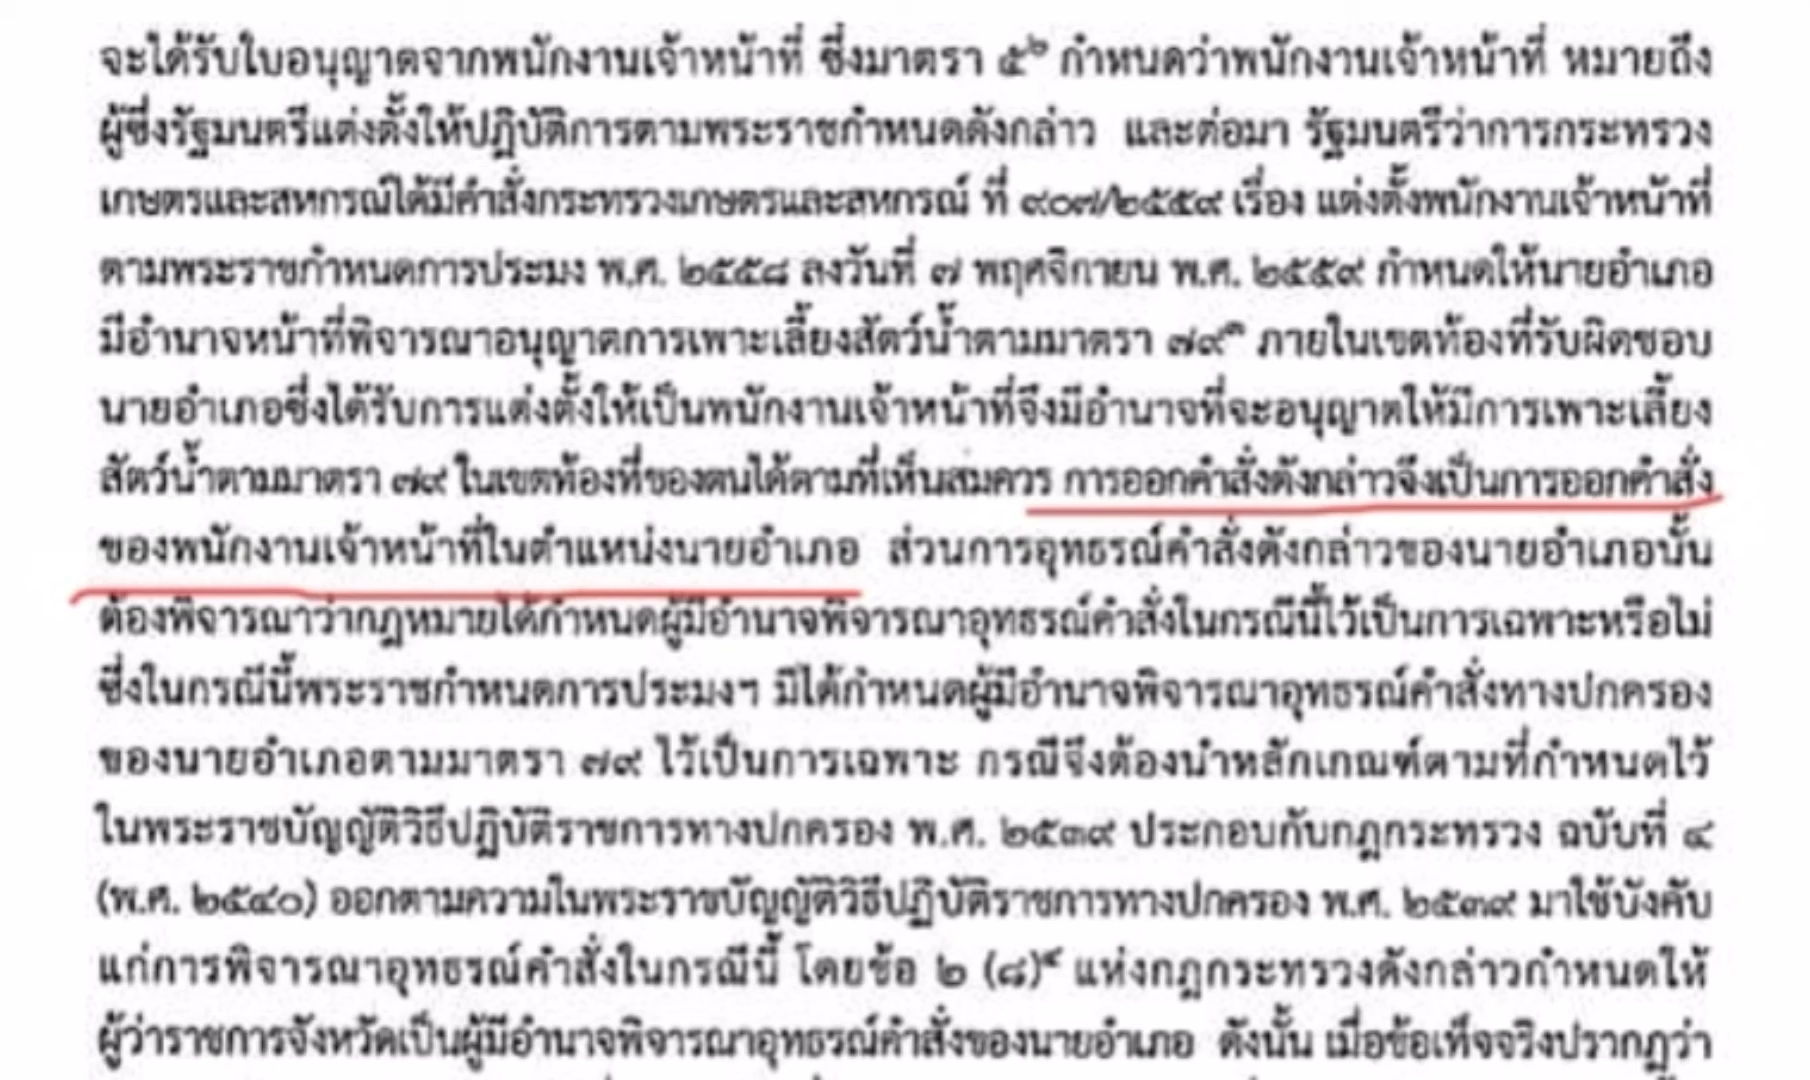 จะได้รับใบอนุญาตจากพนักงานเจ้าหน้าที่ ซึ่งมาตรา ๕๖ กำหนดว่าพนักงานเจ้าหน้าที่ หมายถึง
ผู้ซึ่งรัฐมนตรีแต่งตั้งให้ปฏิบัติการตามพระราชกำหนดดังกล่าว และต่อมา รัฐมนตรีว่าการกระทรวง
เกษตรและสหกรณ์ได้มีคำสั่งกระทรวงเกษตรและสหกรณ์ ที่ ๙๐๗/๒๕๕๙ เรื่อง แต่งตั้งพนักงานเจ้าหน้าที่
ตามพระราชกำหนดการประมง พ.ศ. ๒๕๕๘ ลงวันที่ ๗ พฤศจิกายน พ.ศ. ๒๕๕๙ กำหนดให้นายอำเภอ
มีอำนาจหน้าที่พิจารณาอนุญาตการเพาะเลี้ยงสัตว์น้ำตามมาตรา ๗๙๓ ภายในเขตท้องที่รับผิดชอบ
นายอำเภอซึ่งได้รับการแต่งตั้งให้เป็นพนักงานเจ้าหน้าที่จึงมีอำนาจที่จะอนุญาตให้มีการเพาะเลี้ยง
สัตว์น้ำตามมาตรา ๗๙ ในเขตท้องที่ของตนได้ตามที่เห็นสมควร การออกคำสั่งดังกล่าวจึงเป็นการออกคำสั่ง
ของพนักงานเจ้าหน้าที่ในตำแหน่งนายอำเภอ ส่วนการอุทธรณ์คำสั่งดังกล่าวของนายอำเภอนั้น
ต้องพิจารณาว่ากฎหมายได้กำหนดผู้มีอำนาจพิจารณาอุทธรณ์คำสั่งในกรณีนี้ไว้เป็นการเฉพาะหรือไม่
ซึ่งในกรณีนี้พระราชกำหนดการประมงฯ มิได้กำหนดผู้มีอำนาจพิจารณาอุทธรณ์คำสั่งทางปกครอง
ของนายอำเภอตามมาตรา ๗๙ ไว้เป็นการเฉพาะ กรณีจึงต้องนำหลักเกณฑ์ตามที่กำหนดไว้
ในพระราชบัญญัติวิธีปฏิบัติราชการทางปกครอง พ.ศ. ๒๕๓๙ ประกอบกับกฎกระทรวง ฉบับที่ ๔
(พ.ศ. ๒๕๔๐) ออกตามความในพระราชบัญญัติวิธีปฏิบัติราชการทางปกครอง พ.ศ. ๒๕๓๙ มาใช้บังคับ
แก่การพิจารณาอุทธรณ์คำสั่งในกรณีนี้ โดยข้อ ๒ (๘)๔ แห่งกฎกระทรวงดังกล่าวกำหนดให้
ผู้ว่าราชการจังหวัดเป็นผู้มีอำนาจพิจารณาอุทธรณ์คำสั่งของนายอำเภอ ดังนั้น เมื่อข้อเท็จจริงปรากฏว่า